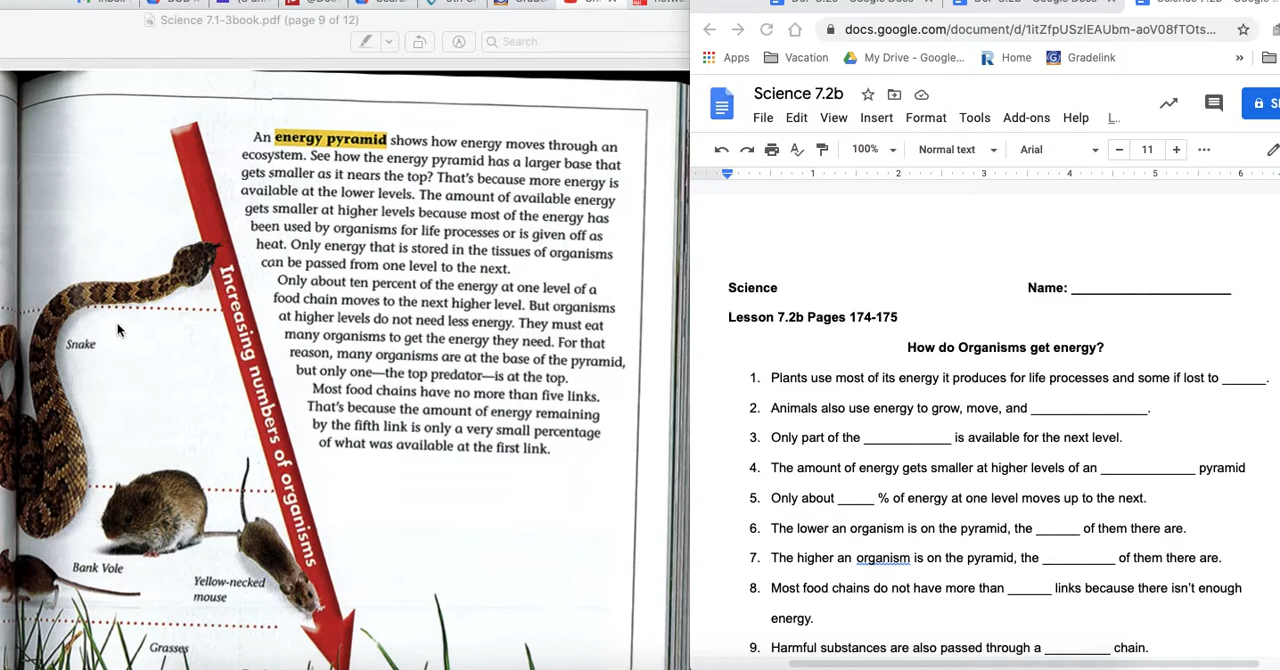 Science 7.1-3book.pdf (page 9 of 12)
Search
An energy pyramid shows how energy moves through an
ecosystem. See how the energy pyramid has a larger base that
gets smaller as it nears the top? That's because more energy is
available at the lower levels. The amount of available energy
gets smaller at higher levels because most of the energy has
been used by organisms for life processes or is given off as
heat. Only energy that is stored in the tissues of organisms
can be passed from one level to the next.
Only about ten percent of the energy at one level of a
food chain moves to the next higher level. But organisms
at higher levels do not need less energy. They must eat
many organisms to get the energy they need. For that
reason, many organisms are at the base of the pyramid,
but only one—the top predator—is at the top.
Most food chains have no more than five links.
That's because the amount of energy remaining
by the fifth link is only a very small percentage
of what was available at the first link.
Increasing numbers of organisms
Snake
Bank Vole
Yellow-necked
mouse
Grasses
docs.google.com/document/d/1itZfpUSzlEAUbm-aoV08fTOts...
Apps Vacation My Drive - Google... Home Gradelink »
Science 7.2b
File Edit View Insert Format Tools Add-ons Help L...
100% Normal text Arial 11
1 2 3 4 5 6
Science Name: ______________________
Lesson 7.2b Pages 174-175
How do Organisms get energy?
1. Plants use most of its energy it produces for life processes and some if lost to ______.
2. Animals also use energy to grow, move, and ________________.
3. Only part of the ____________ is available for the next level.
4. The amount of energy gets smaller at higher levels of an _____________ pyramid
5. Only about _____ % of energy at one level moves up to the next.
6. The lower an organism is on the pyramid, the ______ of them there are.
7. The higher an organism is on the pyramid, the __________ of them there are.
8. Most food chains do not have more than ______ links because there isn't enough
energy.
9. Harmful substances are also passed through a _________ chain.